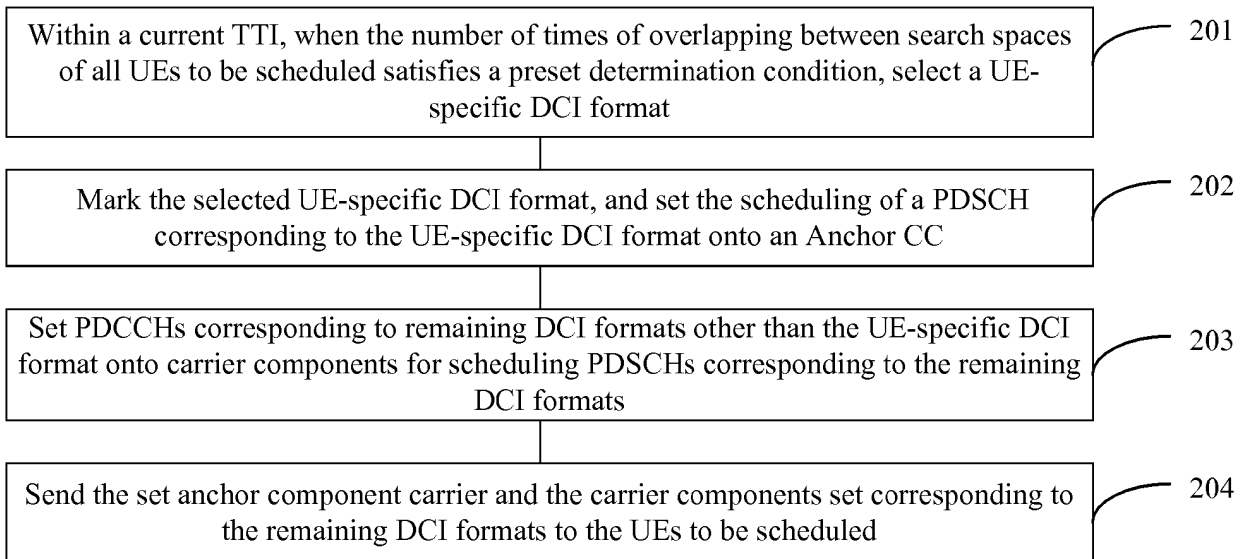 Within a current TTI, when the number of times of overlapping between search spaces
of all UEs to be scheduled satisfies a preset determination condition, select a UE-
specific DCI format
201
Mark the selected UE-specific DCI format, and set the scheduling of a PDSCH
corresponding to the UE-specific DCI format onto an Anchor CC
202
Set PDCCHs corresponding to remaining DCI formats other than the UE-specific DCI
format onto carrier components for scheduling PDSCHs corresponding to the remaining
DCI formats
203
Send the set anchor component carrier and the carrier components set corresponding to
the remaining DCI formats to the UEs to be scheduled
204